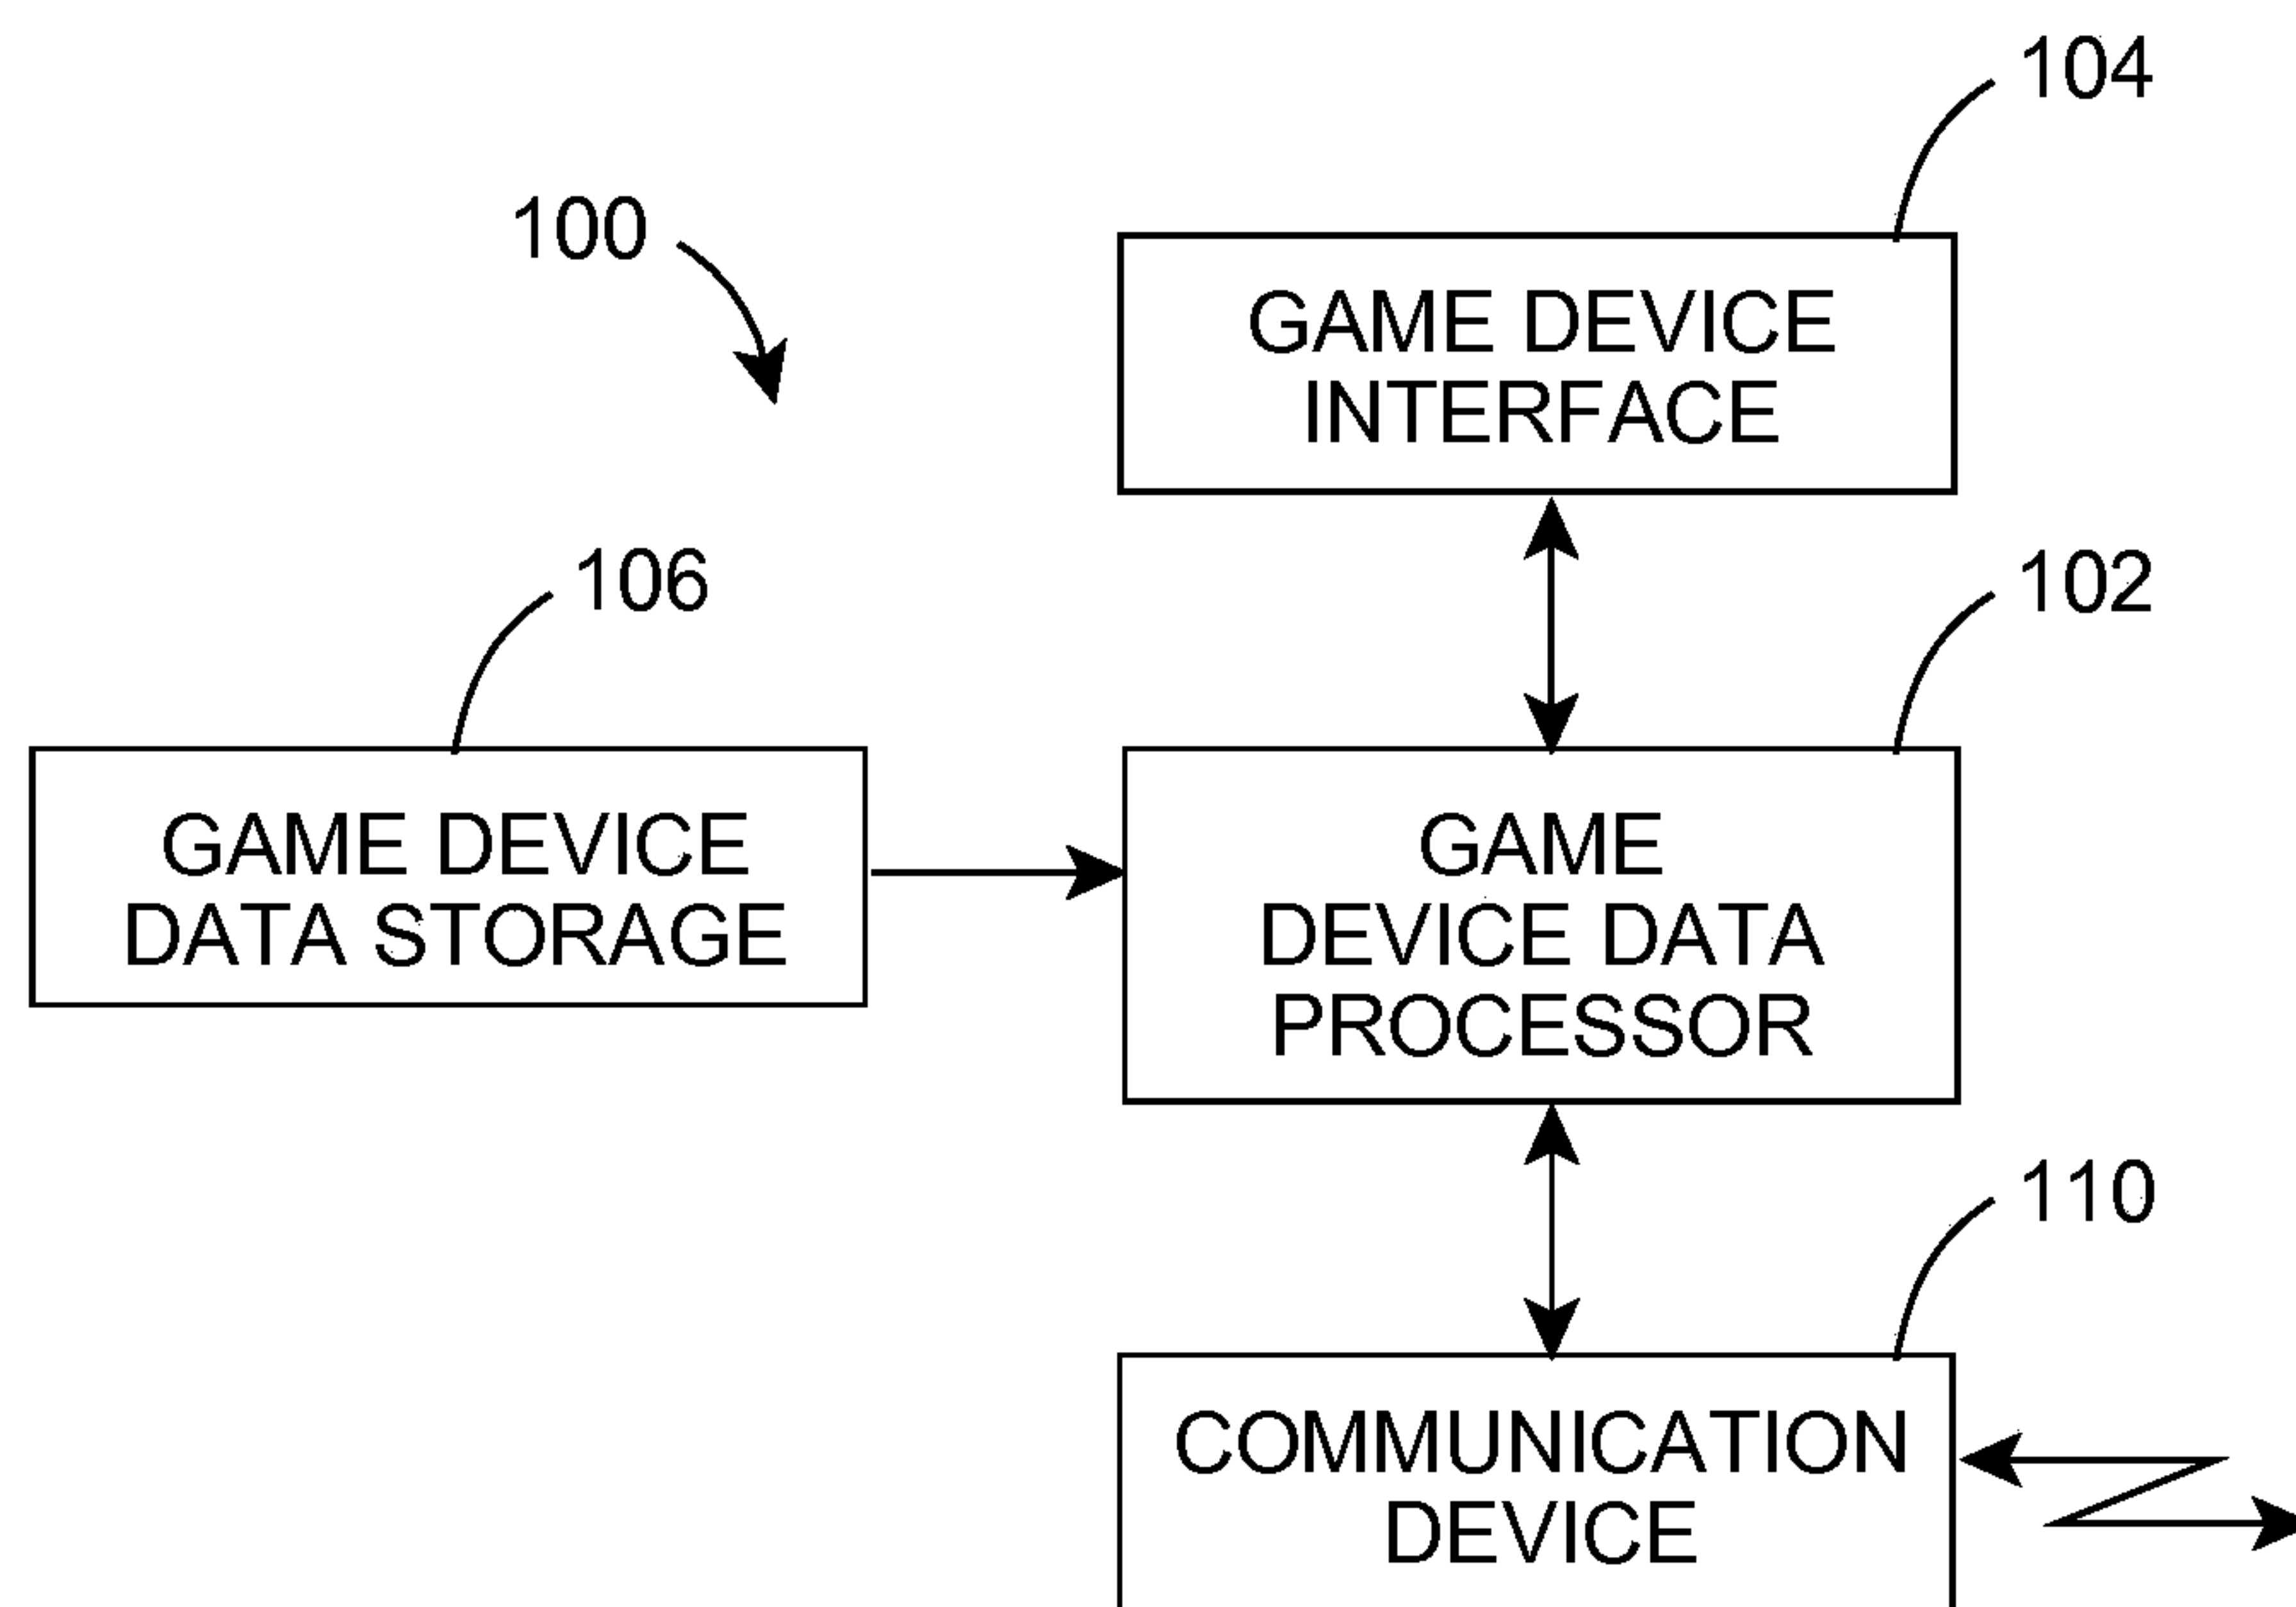 104
100
GAME DEVICE
INTERFACE
106
102
GAME DEVICE
DATA STORAGE
GAME
DEVICE DATA
PROCESSOR
110
COMMUNICATION
DEVICE